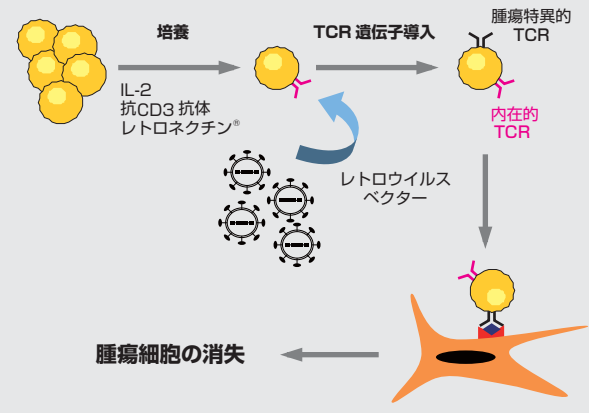 培養
IL-2
抗CD3 抗体
レトロネクチン®
TCR 遺伝子導入
腫瘍特異的
TCR
内在的
TCR
レトロウイルス
ベクター
腫瘍細胞の消失